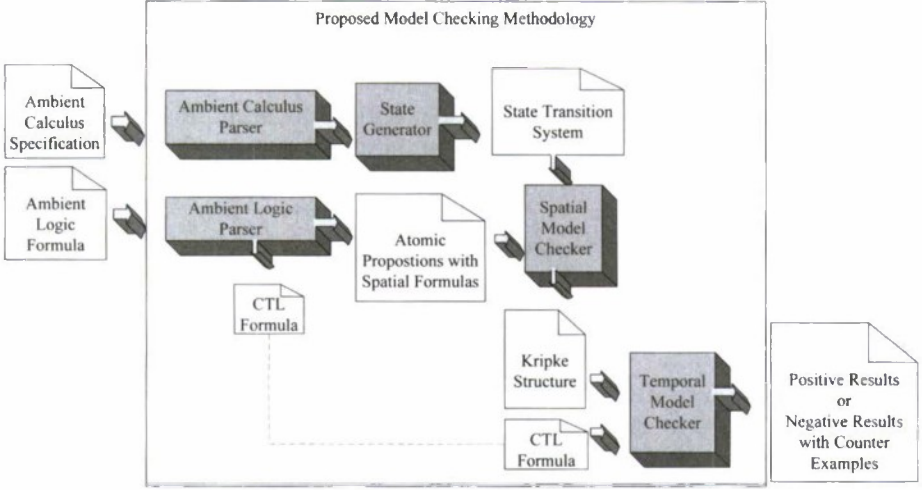 Proposed Model Checking Methodology
Ambient
Calculus
Specification
Ambient Calculus
Parser
State
Generator
State Transition
System
Ambient
Logic
Formula
Ambient Logic
Parser
Atomic
Propostions with
Spatial Formulas
Spatial
Model
Checker
CTL
Formula
Kripke
Structure
Temporal
Model
Checker
CTL
Formula
Positive Results
or
Negative Results
with Counter
Examples